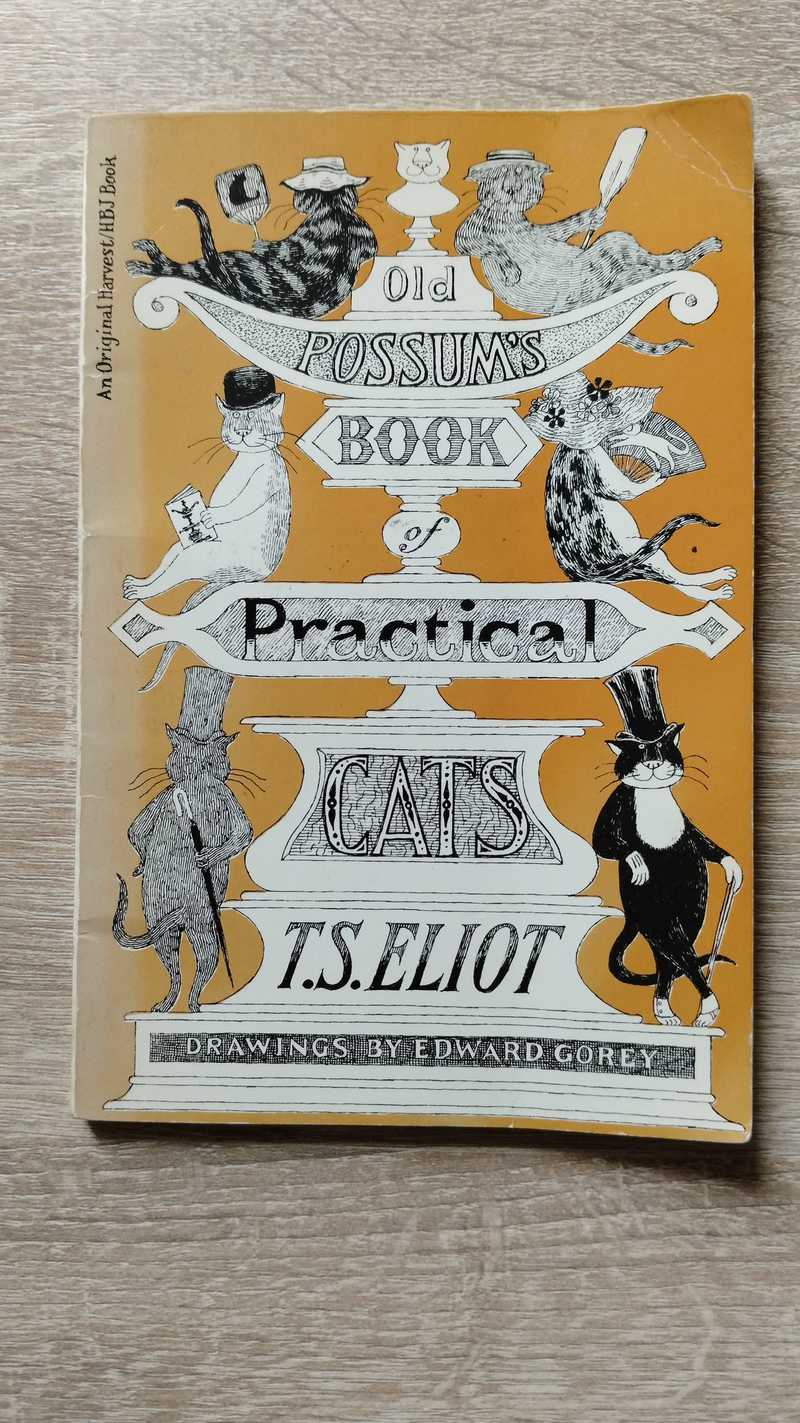 An Original Harvest/HBJ Book
Old
POSSUM'S
BOOK
of
Practical
CATS
T.S. ELIOT
DRAWINGS BY EDWARD GOREY